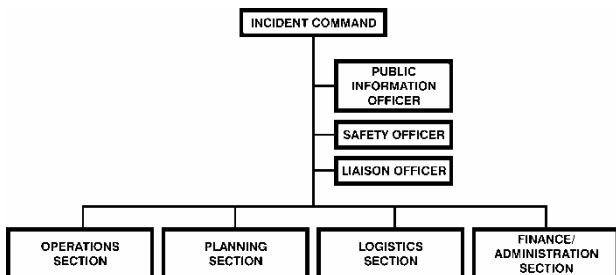 INCIDENT COMMAND
PUBLIC
INFORMATION
OFFICER
SAFETY OFFICER
LIAISON OFFICER
OPERATIONS
SECTION
PLANNING
SECTION
LOGISTICS
SECTION
FINANCE/
ADMINISTRATION
SECTION